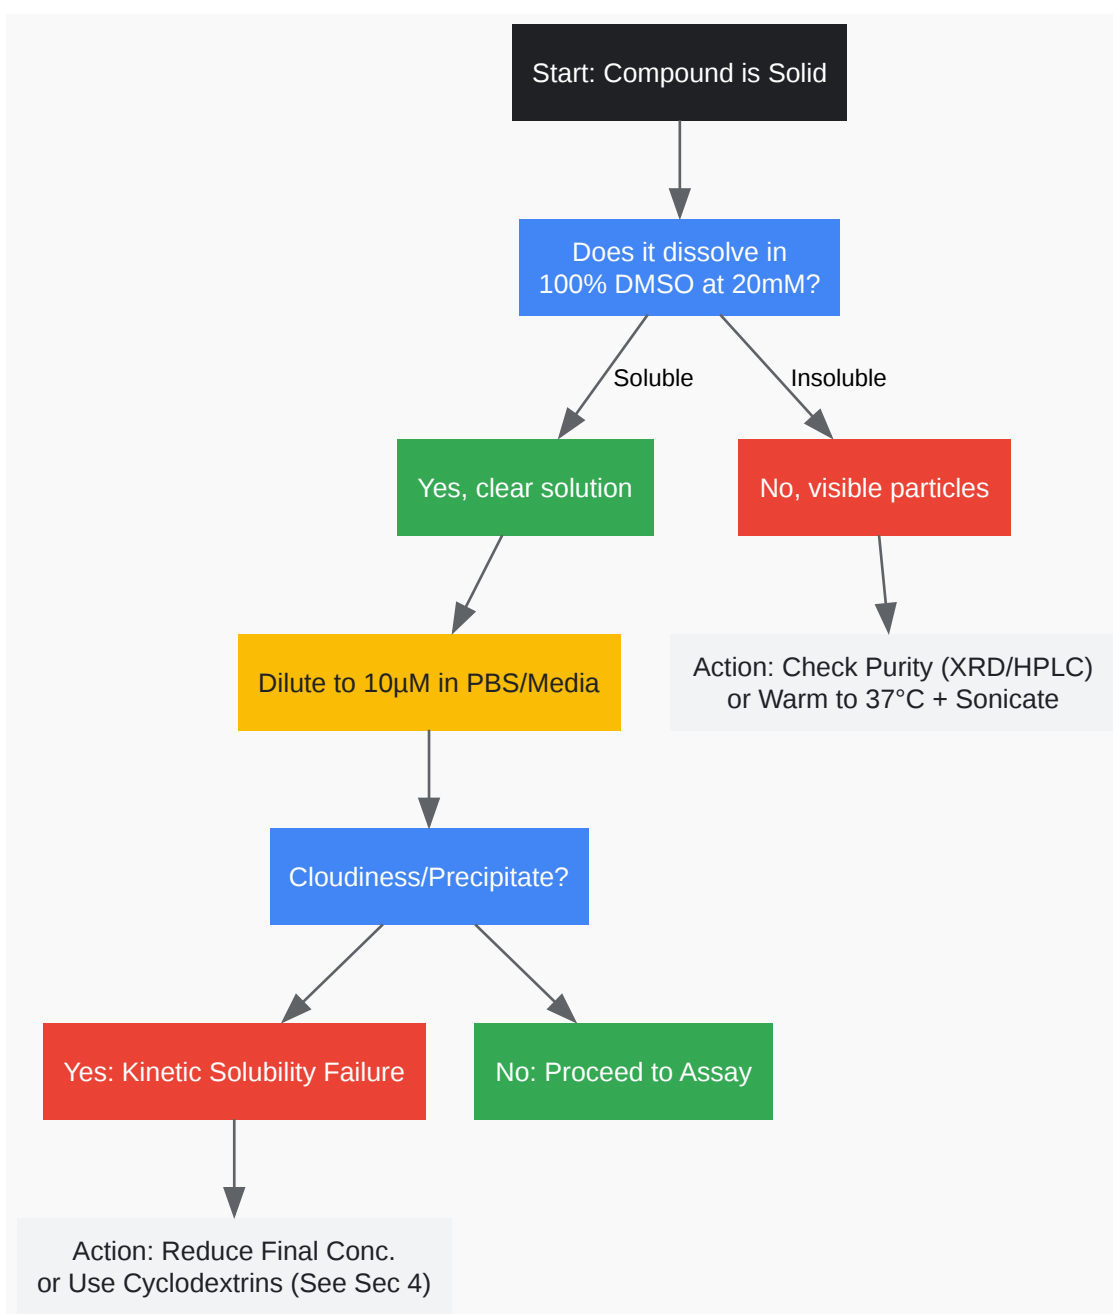 Start: Compound is Solid
Does it dissolve in
100% DMSO at 20mM?
Soluble
Insoluble
Yes, clear solution
No, visible particles
Dilute to 10µM in PBS/Media
Action: Check Purity (XRD/HPLC)
or Warm to 37°C + Sonicate
Cloudiness/Precipitate?
Yes: Kinetic Solubility Failure
No: Proceed to Assay
Action: Reduce Final Conc.
or Use Cyclodextrins (See Sec 4)